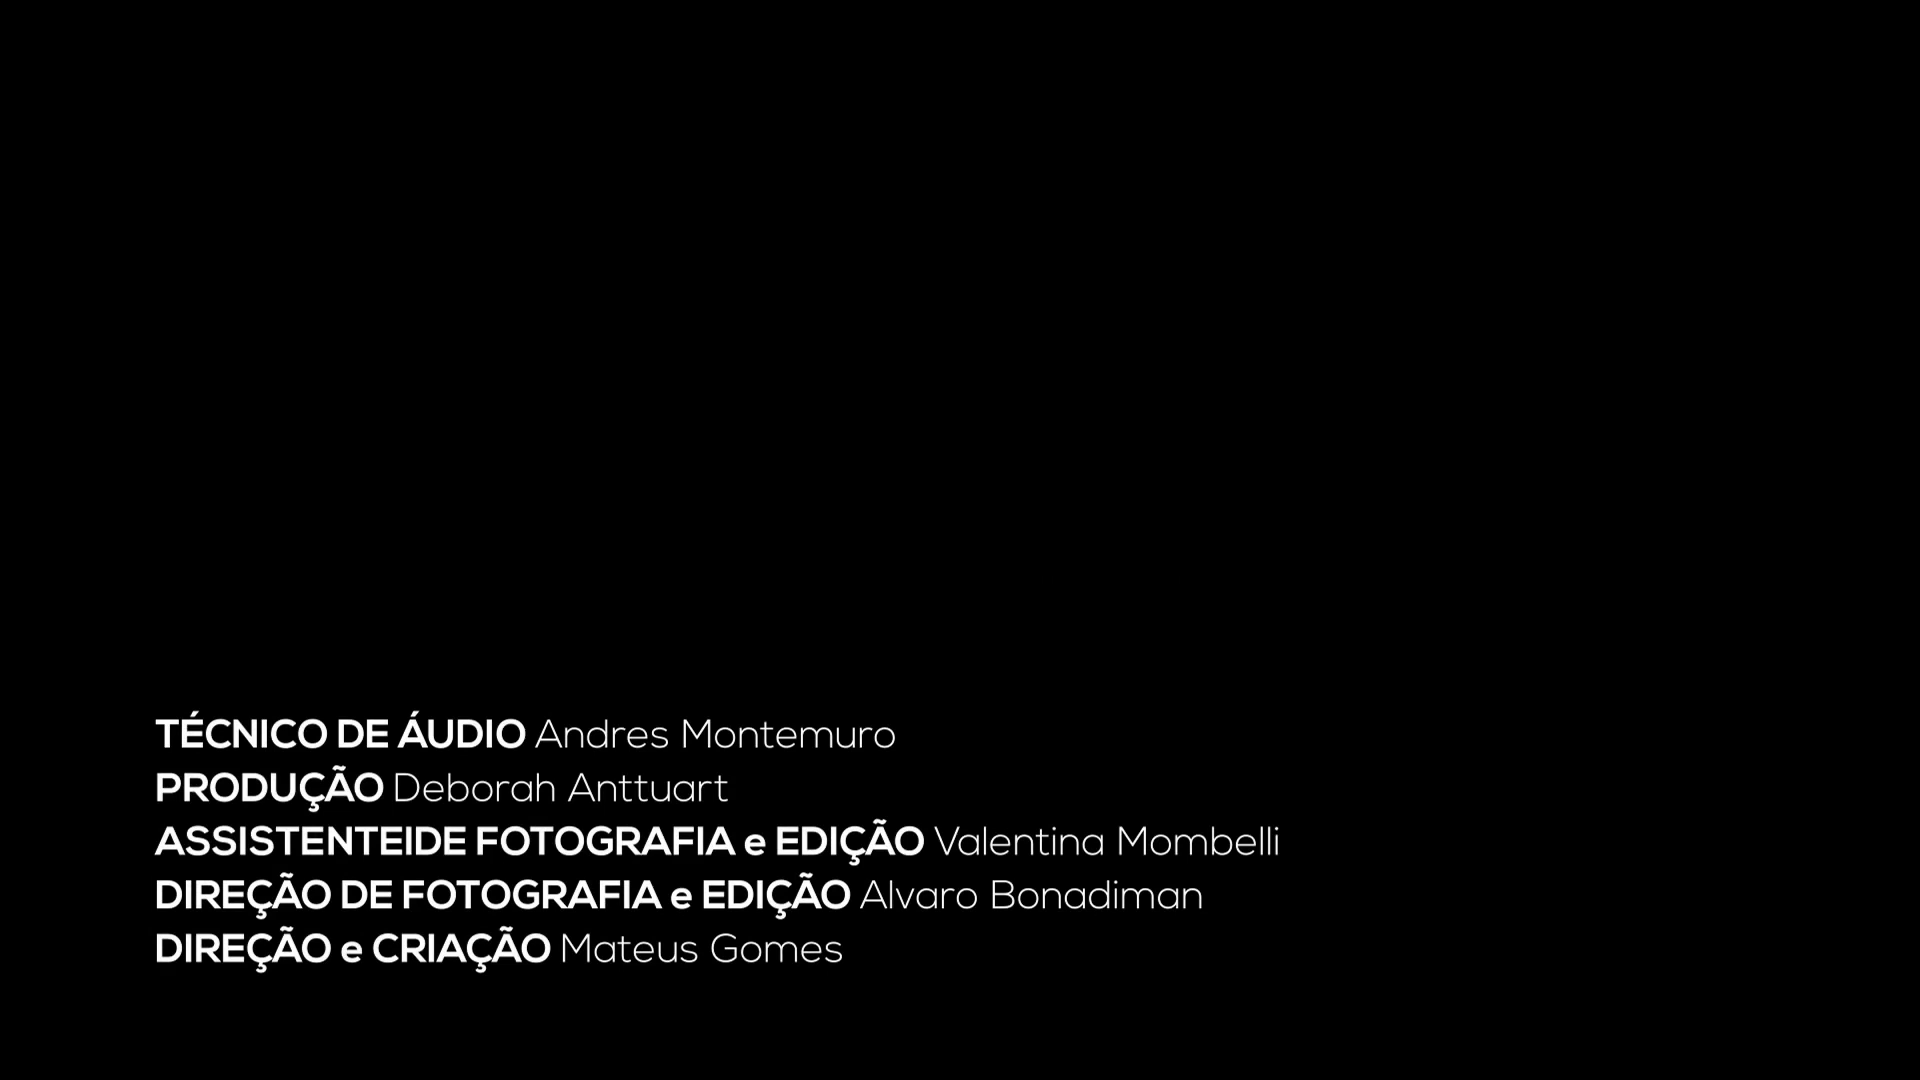 TÉCNICO DE ÁUDIO Andres Montemuro
PRODUÇÃO Deborah Anttuart
ASSISTENTEIDE FOTOGRAFIA e EDIÇÃO Valentina Mombelli
DIREÇÃO DE FOTOGRAFIA e EDIÇÃO Alvaro Bonadiman
DIREÇÃO e CRIAÇÃO Mateus Gomes